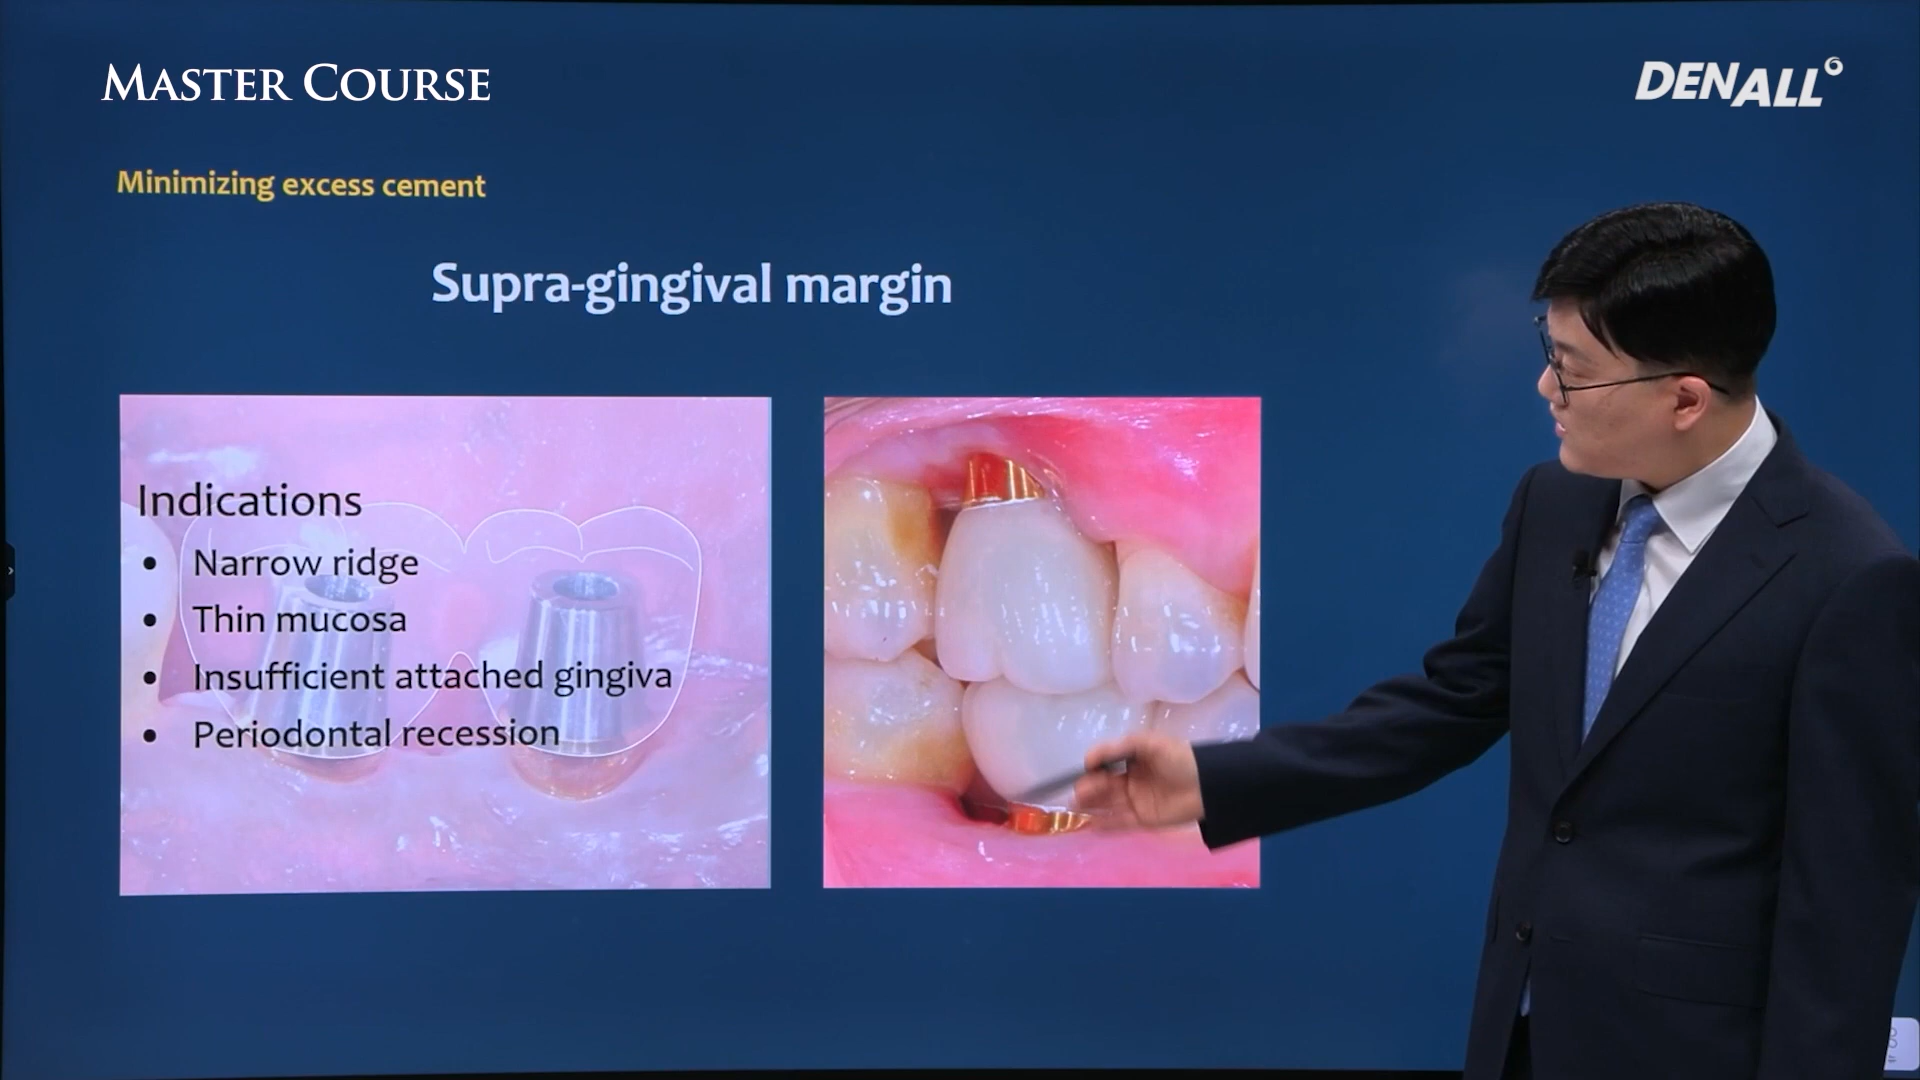 MASTER COURSE
DENALL
Minimizing excess cement
Supra-gingival margin
Indications
• Narrow ridge
• Thin mucosa
• Insufficient attached gingiva
• Periodontal recession